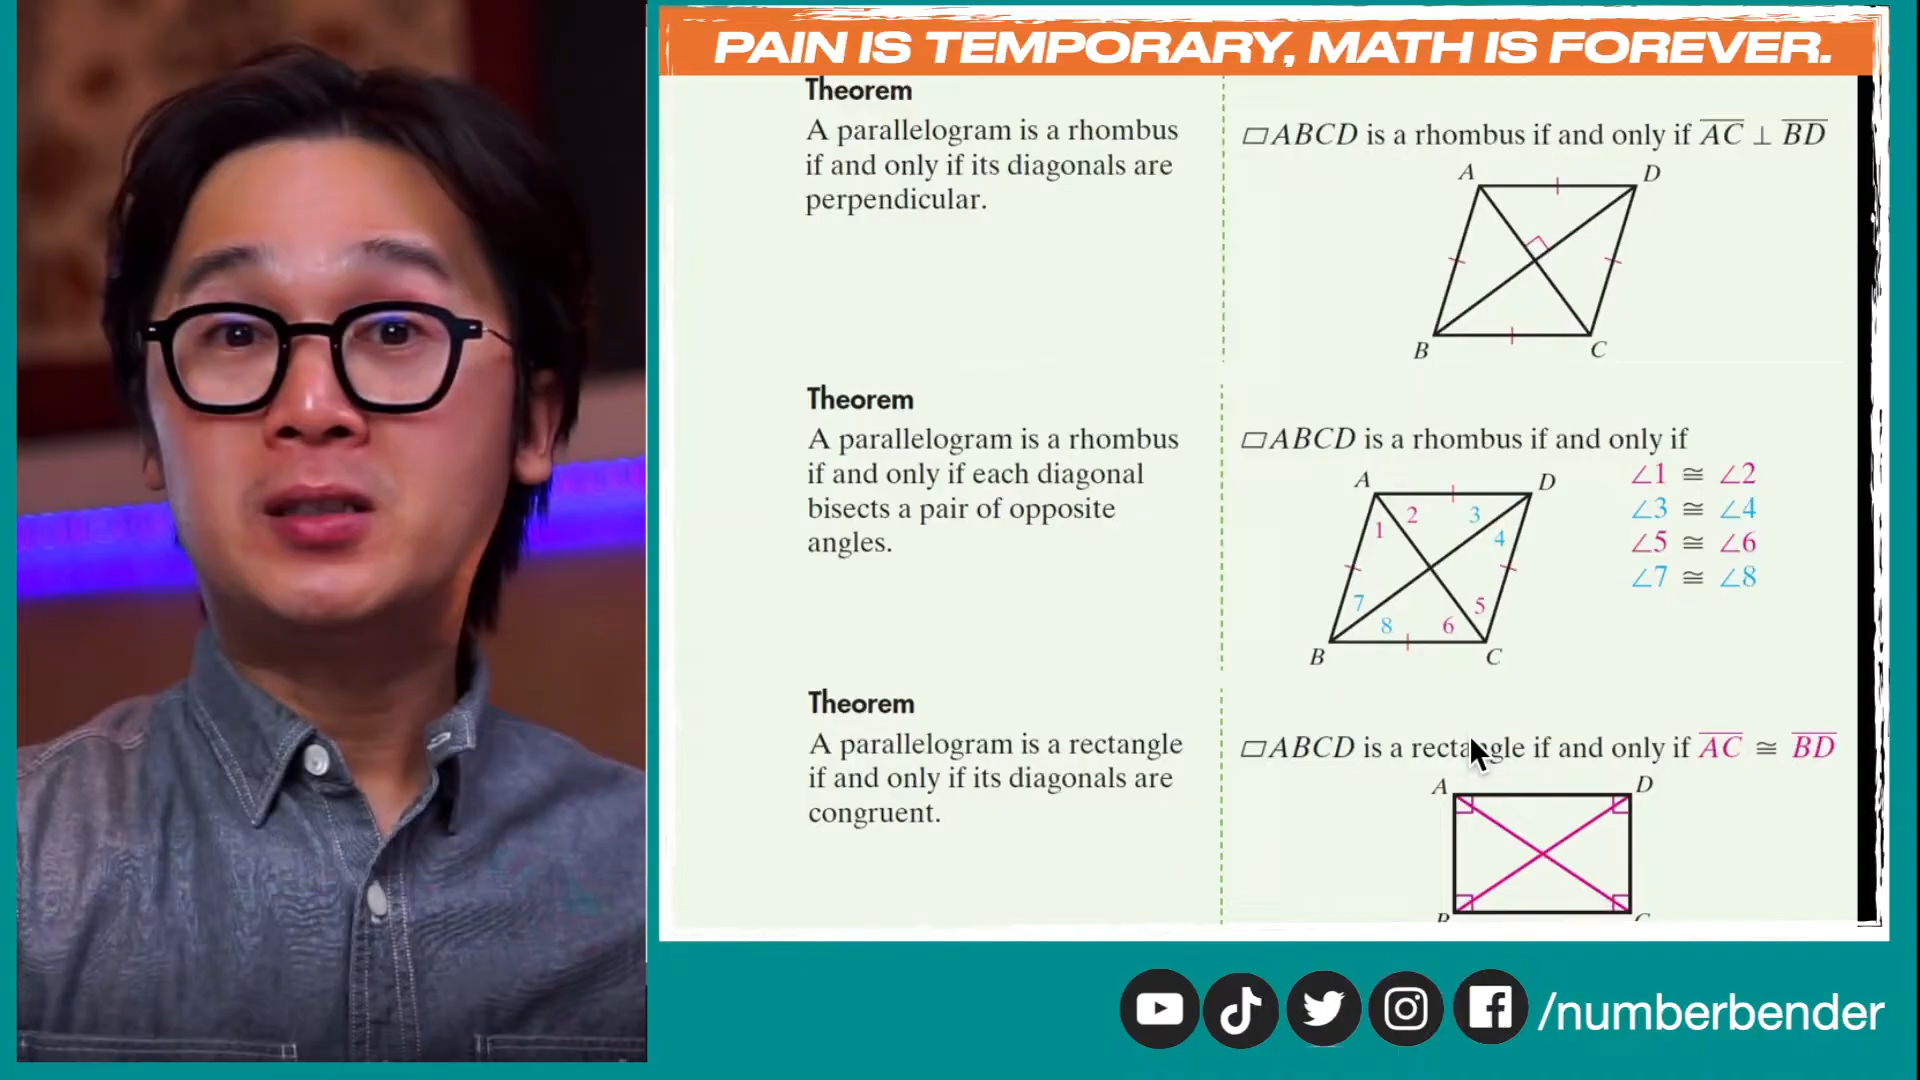 PAIN IS TEMPORARY, MATH IS FOREVER.
Theorem
A parallelogram is a rhombus
if and only if its diagonals are
perpendicular.
▱ABCD is a rhombus if and only if A͞C ⊥ B͞D
A D
B C
Theorem
A parallelogram is a rhombus
if and only if each diagonal
bisects a pair of opposite
angles.
▱ABCD is a rhombus if and only if
∠1 ≅ ∠2
∠3 ≅ ∠4
∠5 ≅ ∠6
∠7 ≅ ∠8
A D
1 2 3 4
7 8 6 5
B C
Theorem
A parallelogram is a rectangle
if and only if its diagonals are
congruent.
▱ABCD is a rectangle if and only if A͞C ≅ B͞D
A D
B C
/numberbender